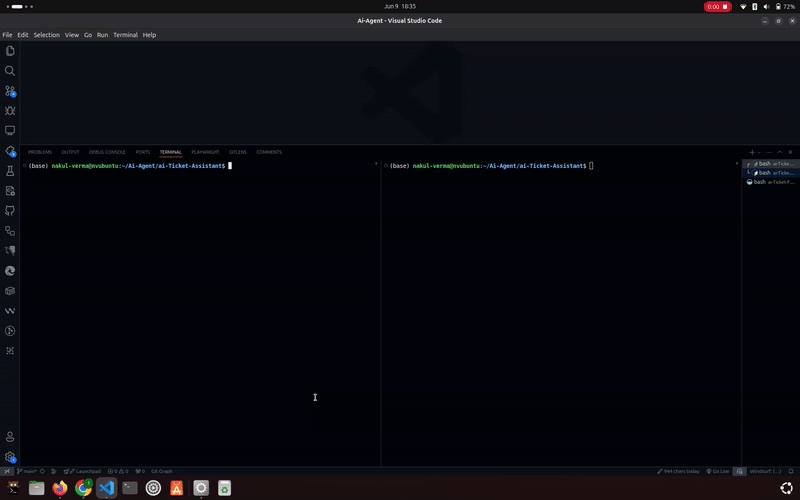 Jun 9 18:35
0:00
72%
Ai-Agent - Visual Studio Code
File Edit Selection View Go Run Terminal Help
PROBLEMS OUTPUT DEBUG CONSOLE PORTS TERMINAL PLAYWRIGHT GITLENS COMMENTS
(base) nakul-verma@nvubuntu:~/Ai-Agent/ai-Ticket-Assistant$
(base) nakul-verma@nvubuntu:~/Ai-Agent/ai-Ticket-Assistant$
bash ai-Ticke...
bash ai-Ticke...
bash ai-Ticket-F...
main* Launchpad 0 0 0 Git Graph
944 chars today Go Live Windsurf: (...)